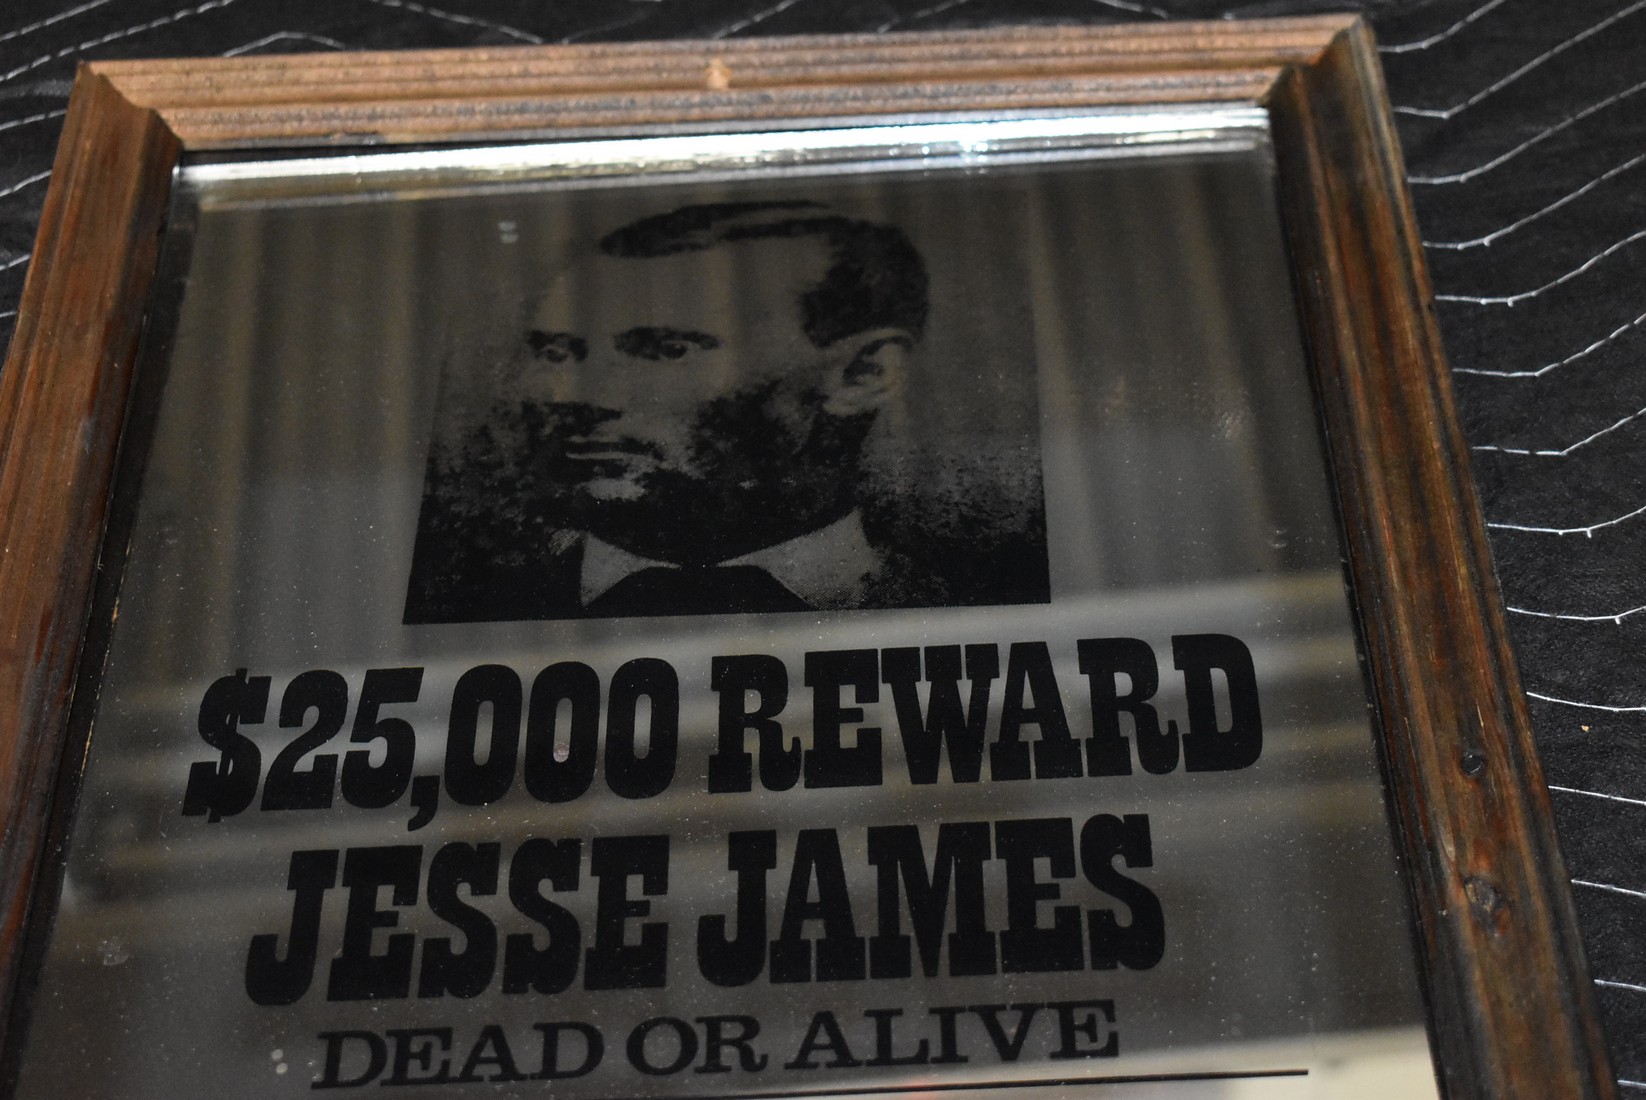 $25,000 REWARD
JESSE JAMES
DEAD OR ALIVE